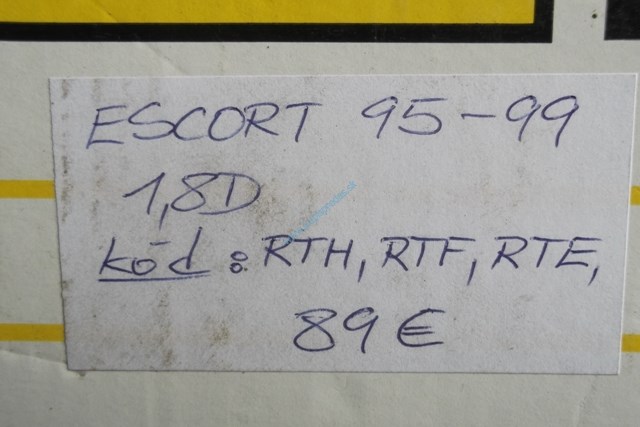 ESCORT 95-99
1,8D
kód: RTH, RTF, RTE,
89 €